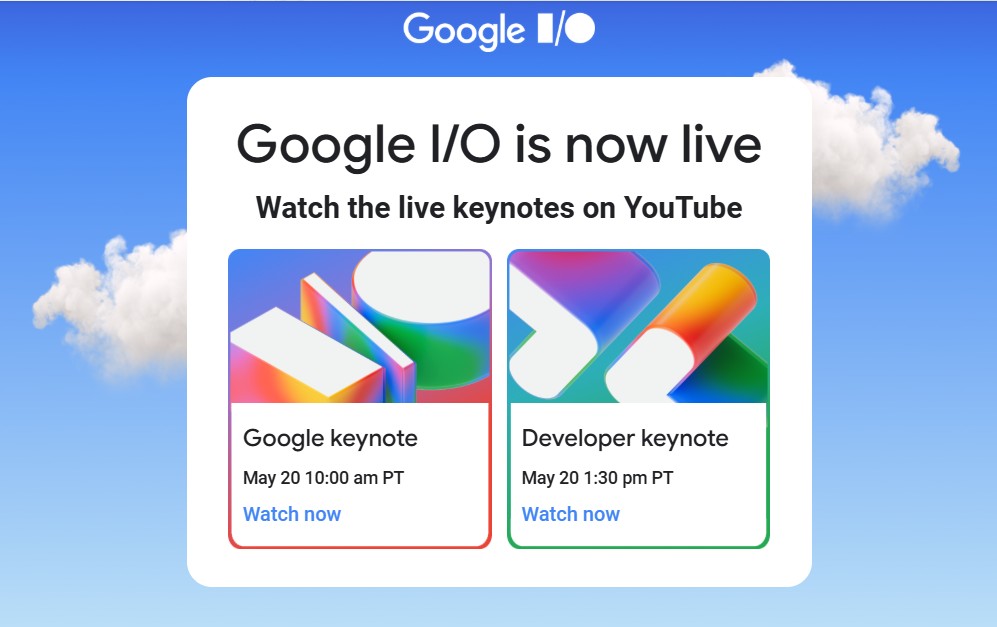 Google I/O
Google I/O is now live
Watch the live keynotes on YouTube
Google keynote
May 20 10:00 am PT
Watch now
Developer keynote
May 20 1:30 pm PT
Watch now